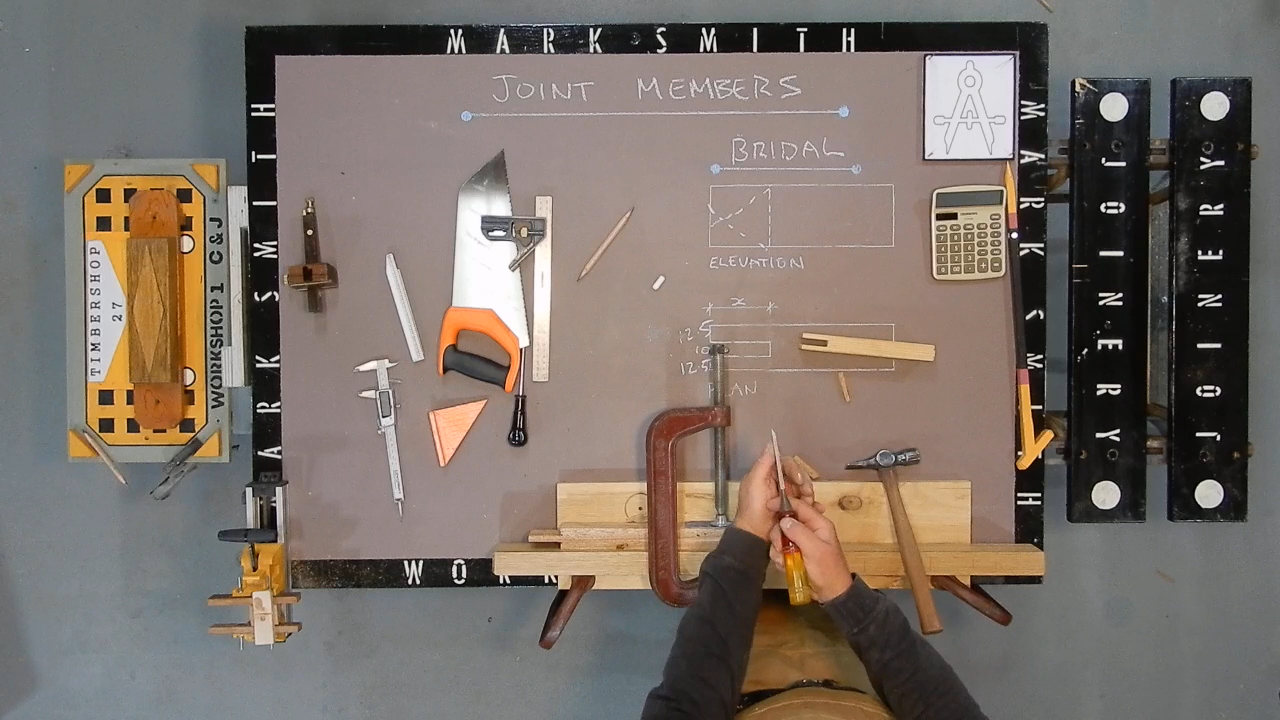 MARK SMITH
JOINT MEMBERS
BRIDAL
ELEVATION
x
12.5
10
12.5
PLAN
MARK SMITH
MARK SMITH
WORK
TIMBERSHOP
27
WORKSHOP 1 C & J
JOINERY
JOINERY